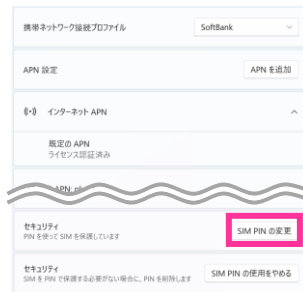 携帯ネットワーク接続プロファイル
SoftBank
APN 設定
APN を追加
インターネット APN
既定の APN
ライセンス認証済み
APN:
セキュリティ
PIN を使って SIM を保護しています
SIM PIN の変更
セキュリティ
SIM を PIN で保護する必要がない場合に、PIN を削除します
SIM PIN の使用をやめる